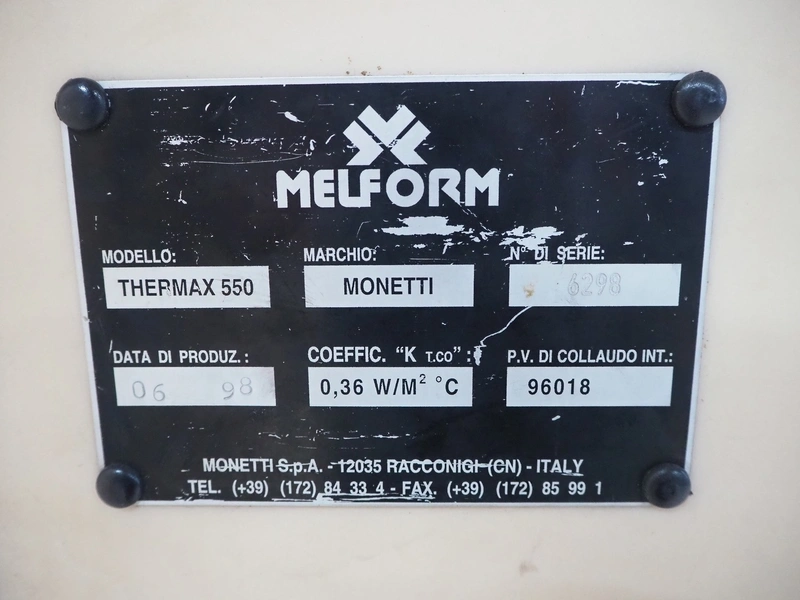 MELFORM
MODELLO: MARCHIO: N° DI SERIE:
THERMAX 550 MONETTI 6298
DATA DI PRODUZ.: COEFFIC. “K T.CO”: P.V. DI COLLAUDO INT.:
06 98 0,36 W/M² °C 96018
MONETTI S.p.A. - 12035 RACCONIGI (CN) - ITALY
TEL. (+39) (172) 84 33 4 - FAX. (+39) (172) 85 99 1